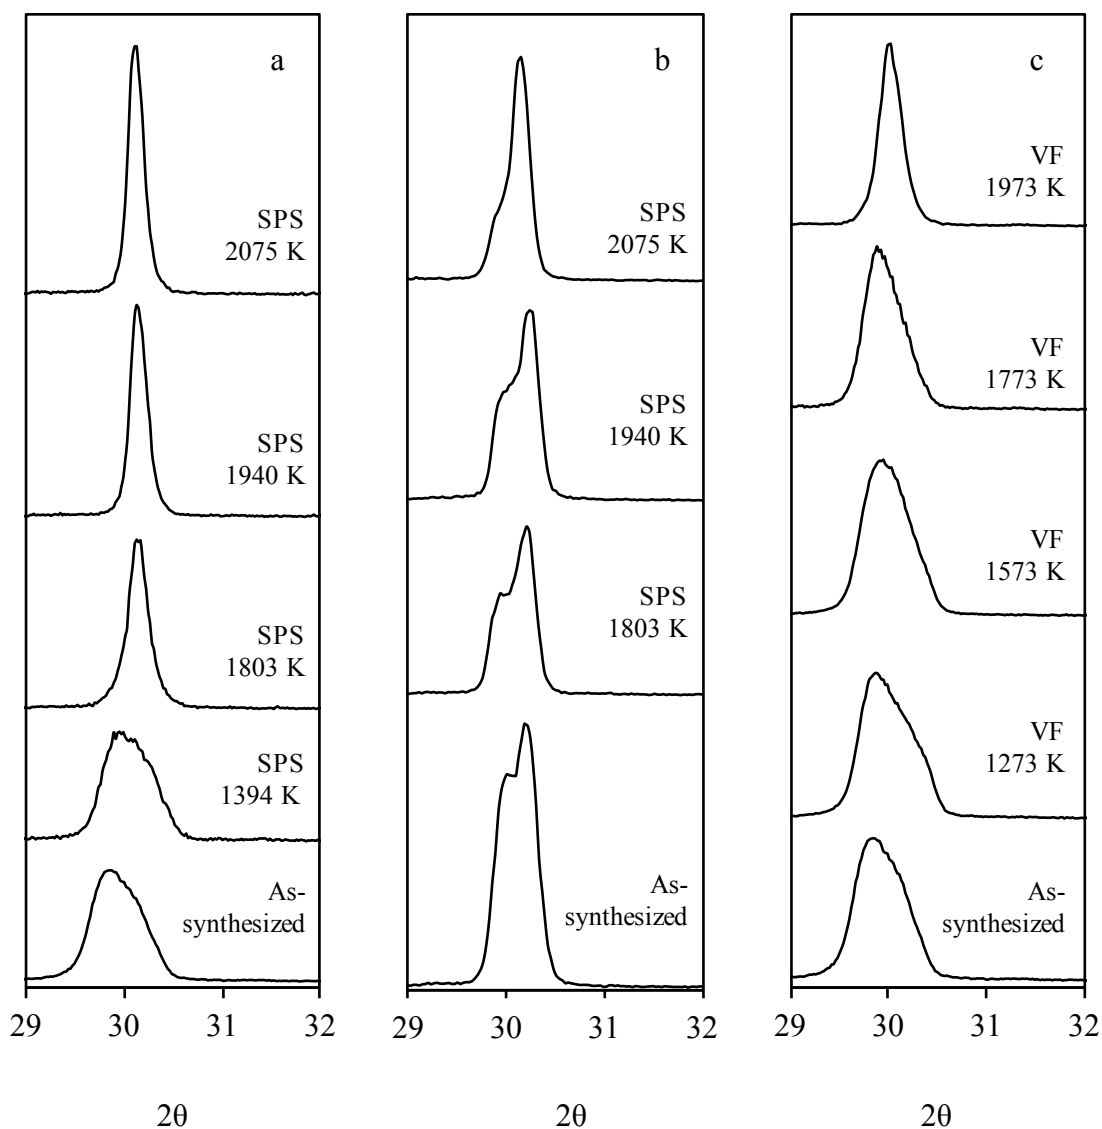 a
SPS
2075 K
SPS
1940 K
SPS
1803 K
SPS
1394 K
As-
synthesized
29 30 31 32
2θ
b
SPS
2075 K
SPS
1940 K
SPS
1803 K
As-
synthesized
29 30 31 32
2θ
c
VF
1973 K
VF
1773 K
VF
1573 K
VF
1273 K
As-
synthesized
29 30 31 32
2θ